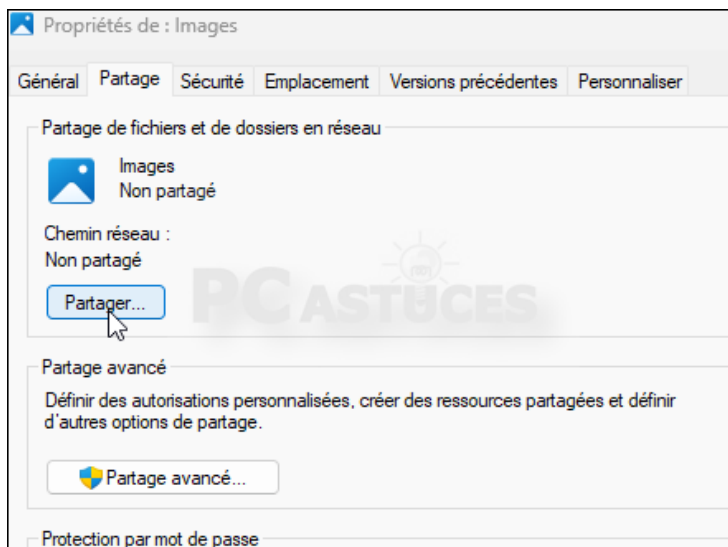 Propriétés de : Images
Général Partage Sécurité Emplacement Versions précédentes Personnaliser
Partage de fichiers et de dossiers en réseau
Images
Non partagé
Chemin réseau :
Non partagé
Partager...
PC ASTUCES
Partage avancé
Définir des autorisations personnalisées, créer des ressources partagées et définir
d'autres options de partage.
Partage avancé...
Protection par mot de passe